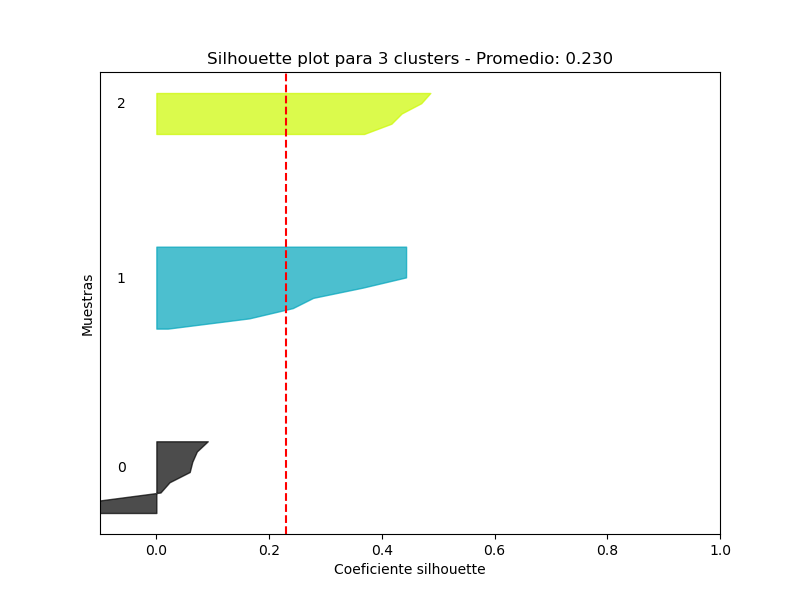 Silhouette plot para 3 clusters - Promedio: 0.230
2
1
0
Muestras
0.0 0.2 0.4 0.6 0.8 1.0
Coeficiente silhouette